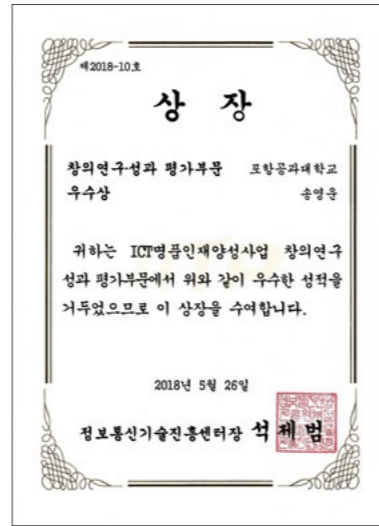 제2018-10호
상 장
창의연구성과 평가부문 포항공과대학교
우수상 송영운
귀하는 ICT명품인재양성사업 창의연구
성과 평가부문에서 위와 같이 우수한 성적을
거두었으므로 이 상장을 수여합니다.
2018년 5월 26일
정보통신기술진흥센터장 석제범